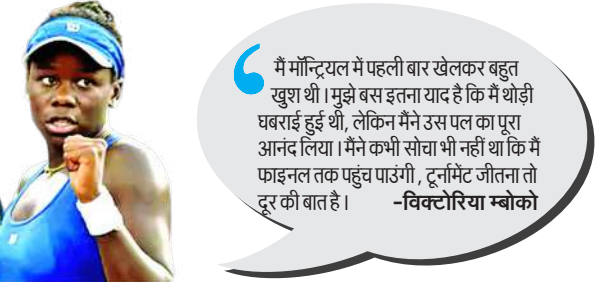 मैं मॉन्ट्रियल में पहली बार खेलकर बहुत
खुश थी। मुझे बस इतना याद है कि मैं थोड़ी
घबराई हुई थी, लेकिन मैंने उस पल का पूरा
आनंद लिया। मैंने कभी सोचा भी नहीं था कि मैं
फाइनल तक पहुंच पाउंगी, टूर्नामेंट जीतना तो
दूर की बात है। -विक्टोरिया म्बोको